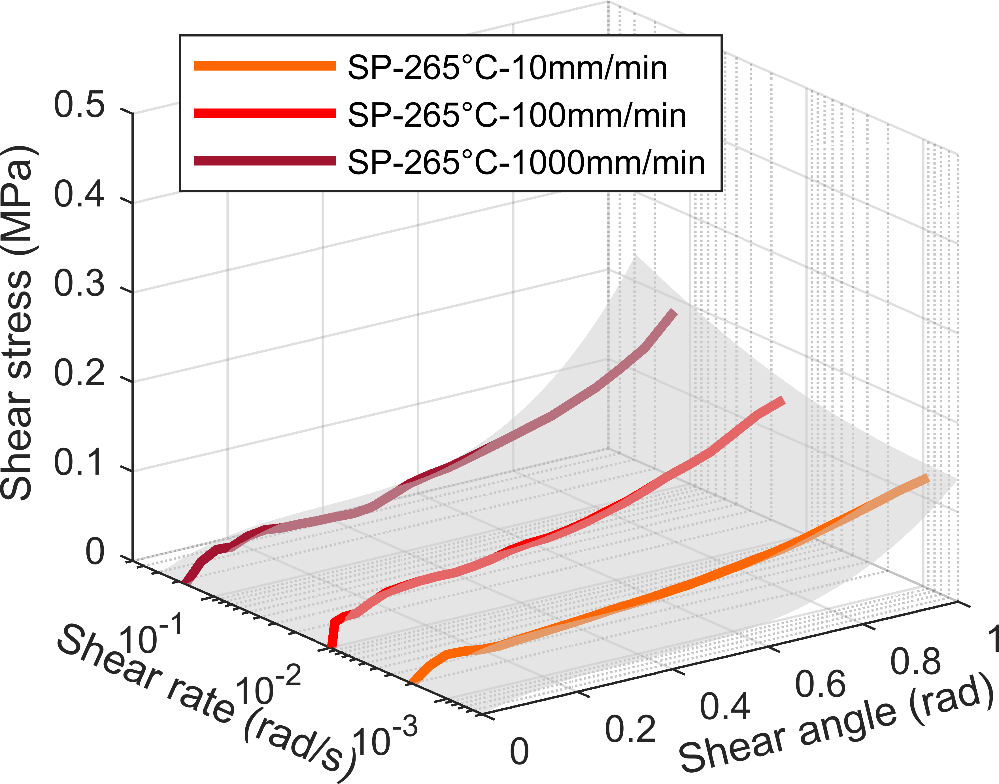 SP-265°C-10mm/min
SP-265°C-100mm/min
SP-265°C-1000mm/min
Shear stress (MPa)
0.5
0.4
0.3
0.2
0.1
0
Shear rate (rad/s)
10⁻¹
10⁻²
10⁻³
Shear angle (rad)
0
0.2
0.4
0.6
0.8
1